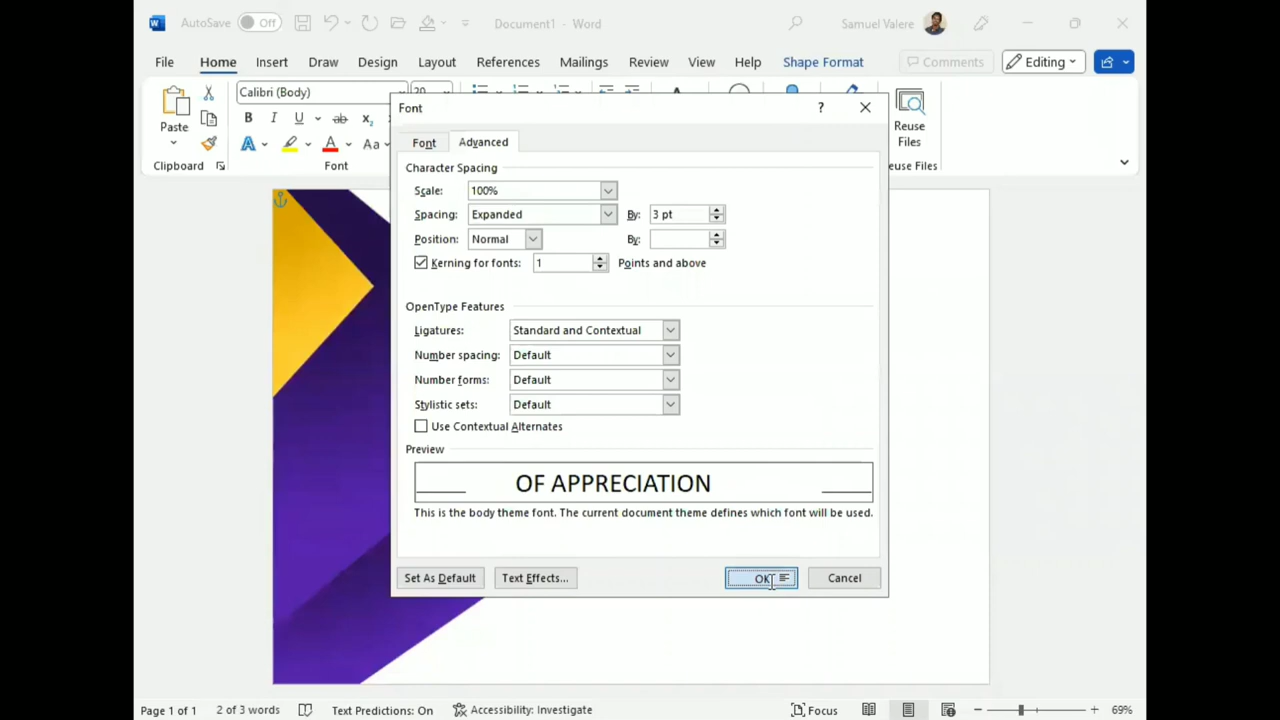 AutoSave Off Document1 - Word Samuel Valere
File Home Insert Draw Design Layout References Mailings Review View Help Shape Format Comments Editing
Calibri (Body) 20
Paste B I U ab x₂ Reuse
A A Aa Files
Clipboard Font euse Files
Font ?
Font Advanced
Character Spacing
Scale: 100%
Spacing: Expanded By: 3 pt
Position: Normal By:
Kerning for fonts: 1 Points and above
OpenType Features
Ligatures: Standard and Contextual
Number spacing: Default
Number forms: Default
Stylistic sets: Default
Use Contextual Alternates
Preview
OF APPRECIATION
This is the body theme font. The current document theme defines which font will be used.
Set As Default Text Effects... OK Cancel
Page 1 of 1 2 of 3 words Text Predictions: On Accessibility: Investigate Focus 69%